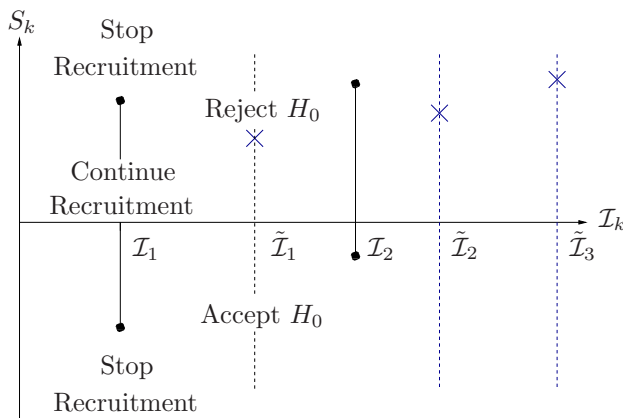 S_k
Stop
Recruitment
Reject H_0
Continue
Recruitment
I_k
I_1
Ĩ_1
I_2
Ĩ_2
Ĩ_3
Accept H_0
Stop
Recruitment